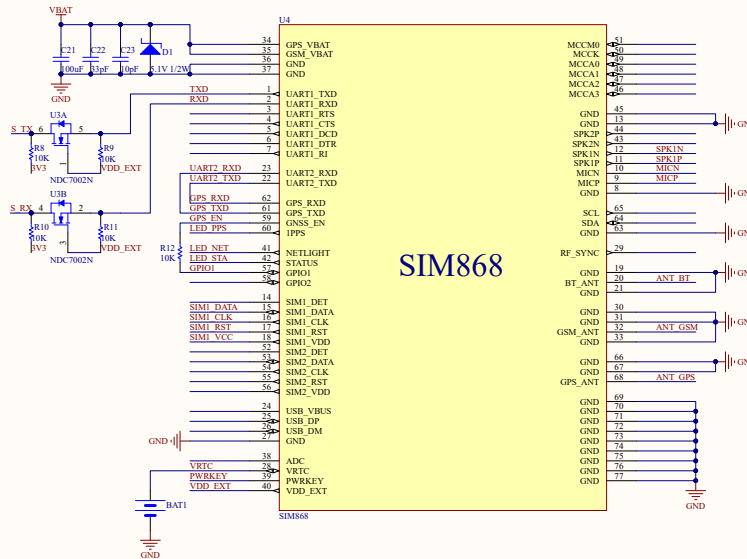 VBAT
U4
C21
C22
C23
D1
100uF
33pF
10pF
5.1V 1/2W
GND
34 GPS_VBAT
35 GSM_VBAT
36 GND
37 GND
TXD 1 UART1_TXD
RXD 2 UART1_RXD
3 UART1_RTS
4 UART1_CTS
5 UART1_DCD
6 UART1_DTR
7 UART1_RI
U3A
S_TX 6 5
1
R8
10K
3V3
R9
10K
VDD_EXT
NDC7002N
UART2_RXD 23 UART2_RXD
UART2_TXD 22 UART2_TXD
U3B
S_RX 4 2
3
R10
10K
3V3
R11
10K
VDD_EXT
NDC7002N
GPS_RXD 62 GPS_RXD
GPS_TXD 61 GPS_TXD
GPS_EN 59 GNSS_EN
LED_PPS 60 1PPS
R12
10K
LED_NET 41 NETLIGHT
LED_STA 42 STATUS
GPIO1 57 GPIO1
58 GPIO2
14 SIM1_DET
SIM1_DATA 15 SIM1_DATA
SIM1_CLK 16 SIM1_CLK
SIM1_RST 17 SIM1_RST
SIM1_VCC 18 SIM1_VDD
52 SIM2_DET
53 SIM2_DATA
54 SIM2_CLK
55 SIM2_RST
56 SIM2_VDD
24 USB_VBUS
25 USB_DP
26 USB_DM
GND 27 GND
38 ADC
VRTC 28 VRTC
PWRKEY 39 PWRKEY
VDD_EXT 40 VDD_EXT
BAT1
GND
SIM868
SIM868
MCCM0 51
MCCK 50
MCCA0 49
MCCA1 48
MCCA2 47
MCCA3 46
GND 45
GND 13 GND
SPK2P 44
SPK2N 43
SPK1N 12 SPK1N
SPK1P 11 SPK1P
MICN 10 MICN
MICP 9 MICP
GND 8 GND
SCL 65
SDA 64
GND 63 GND
RF_SYNC 29
GND 19 GND
BT_ANT 20 ANT_BT
GND 21
GND 30
GND 31 GND
GSM_ANT 32 ANT_GSM
GND 33
GND 66 GND
GND 67
GPS_ANT 68 ANT_GPS
GND 69
GND 70
GND 71
GND 72
GND 73
GND 74
GND 75
GND 76
GND 77
GND